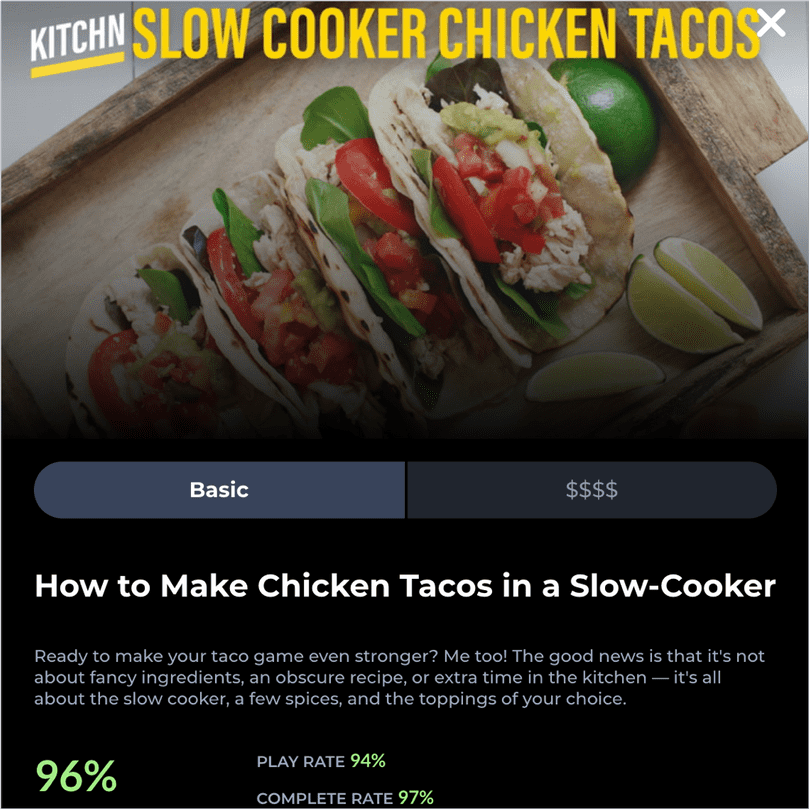 KITCHN SLOW COOKER CHICKEN TACOS
Basic
$$$$
How to Make Chicken Tacos in a Slow-Cooker
Ready to make your taco game even stronger? Me too! The good news is that it's not
about fancy ingredients, an obscure recipe, or extra time in the kitchen — it's all
about the slow cooker, a few spices, and the toppings of your choice.
96%
PLAY RATE 94%
COMPLETE RATE 97%